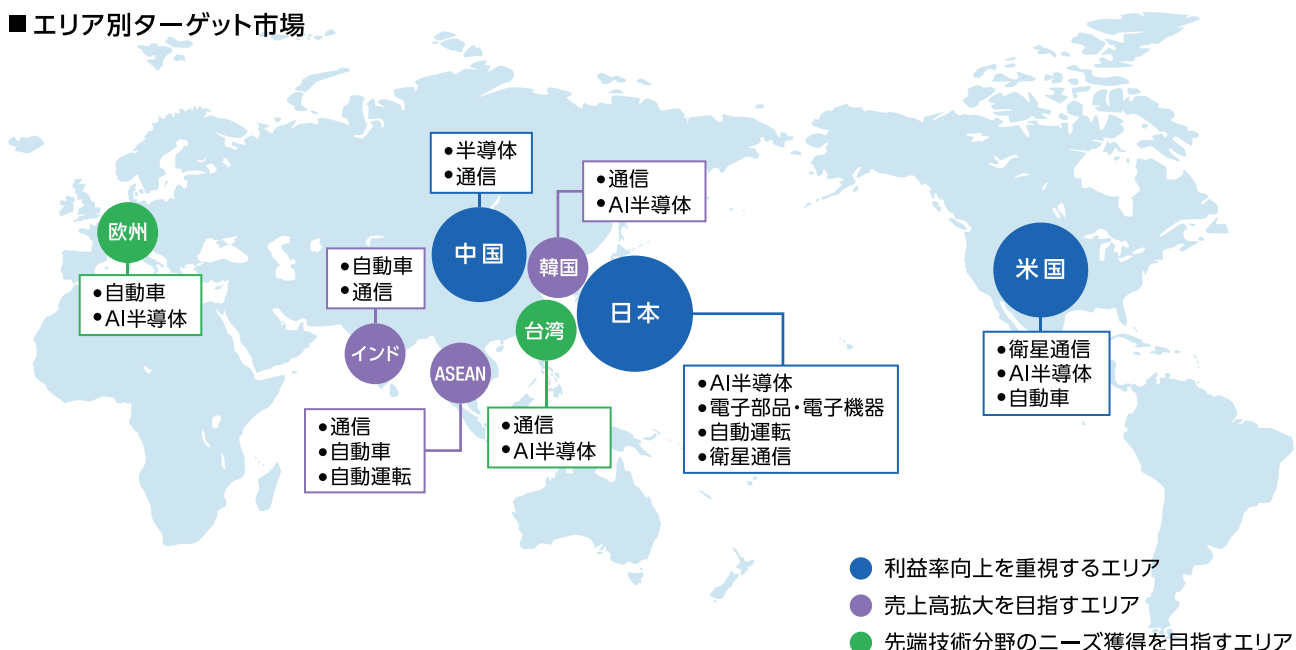 ■ エリア別ターゲット市場
欧州
●自動車
●AI半導体
●半導体
●通信
中国
●通信
●AI半導体
韓国
●自動車
●通信
インド
ASEAN
●通信
●自動車
●自動運転
台湾
●通信
●AI半導体
日本
●AI半導体
●電子部品・電子機器
●自動運転
●衛星通信
米国
●衛星通信
●AI半導体
●自動車
利益率向上を重視するエリア
売上高拡大を目指すエリア
先端技術分野のニーズ獲得を目指すエリア